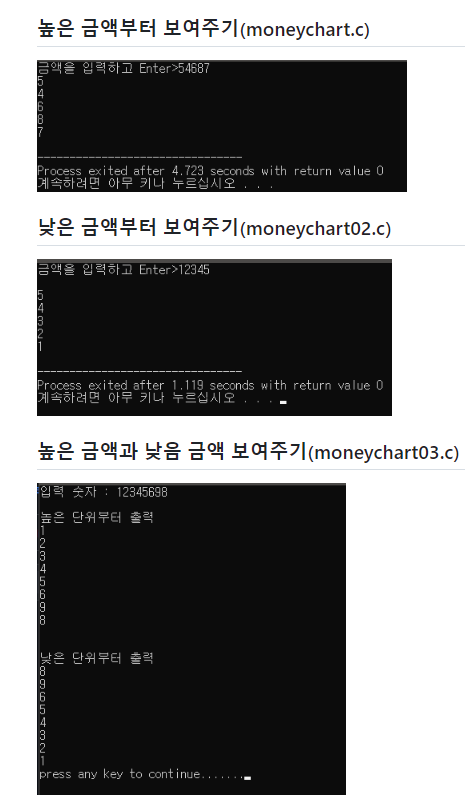 높은 금액부터 보여주기(moneychart.c)
금액을 입력하고 Enter>54687
5
4
6
8
7
--------------------------------
Process exited after 4.723 seconds with return value 0
계속하려면 아무 키나 누르십시오 . . .
낮은 금액부터 보여주기(moneychart02.c)
금액을 입력하고 Enter>12345
5
4
3
2
1
--------------------------------
Process exited after 1.119 seconds with return value 0
계속하려면 아무 키나 누르십시오 . . .
높은 금액과 낮음 금액 보여주기(moneychart03.c)
입력 숫자 : 12345698
높은 단위부터 출력
1
2
3
4
5
6
9
8
낮은 단위부터 출력
8
9
6
5
4
3
2
1
press any key to continue.......